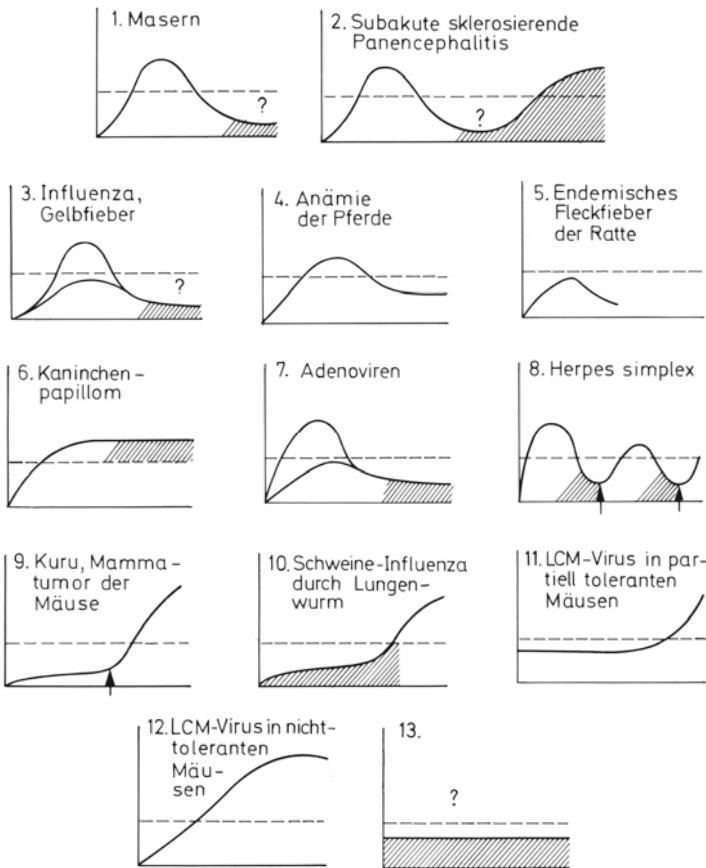 1. Masern
?
2. Subakute sklerosierende
Panencephalitis
?
3. Influenza,
Gelbfieber
?
4. Anämie
der Pferde
5. Endemisches
Fleckfieber
der Ratte
6. Kaninchen-
papillom
7. Adenoviren
8. Herpes simplex
9. Kuru, Mamma-
tumor der
Mäuse
10. Schweine-Influenza
durch Lungen-
wurm
11. LCM-Virus in par-
tiell toleranten
Mäusen
12. LCM-Virus in nicht-
toleranten
Mäu-
sen
13.
?